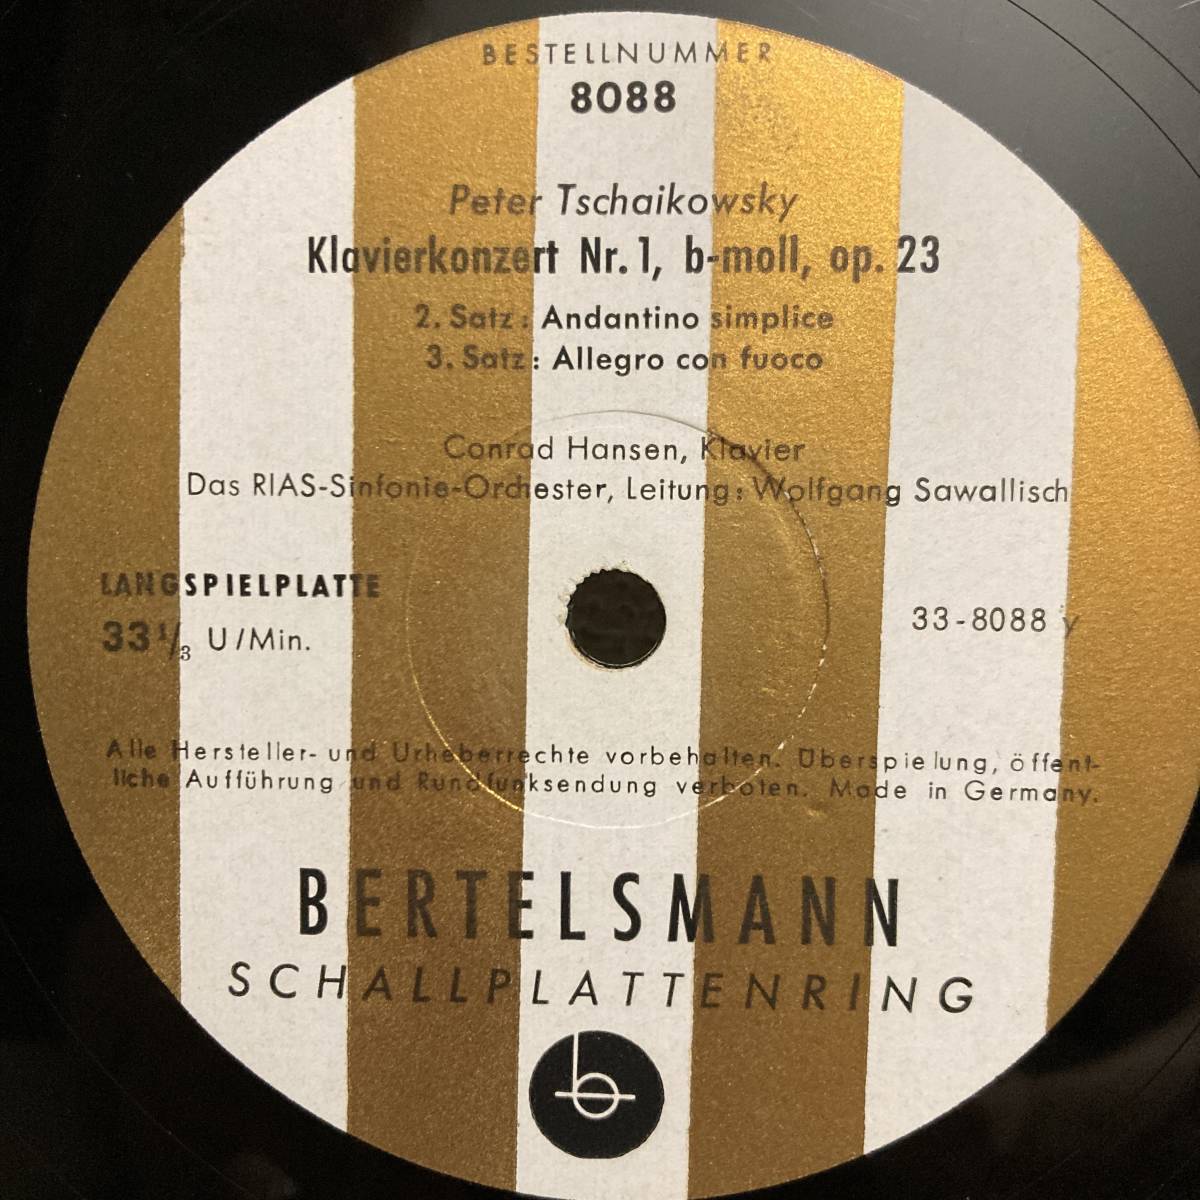 BESTELLNUMMER
8088
Peter Tschaikowsky
Klavierkonzert Nr. 1, b-moll, op. 23
2. Satz: Andantino simplice
3. Satz: Allegro con fuoco
Conrad Hansen, Klavier
Das RIAS-Sinfonie-Orchester, Leitung: Wolfgang Sawallisch
LANGSPIELPLATTE
33 1/3 U/Min.
33-8088 y
Alle Hersteller- und Urheberrechte vorbehalten. Überspielung, öffent-
liche Aufführung und Rundfunksendung verboten. Made in Germany.
BERTELSMANN
SCHALLPLATTENRING
b